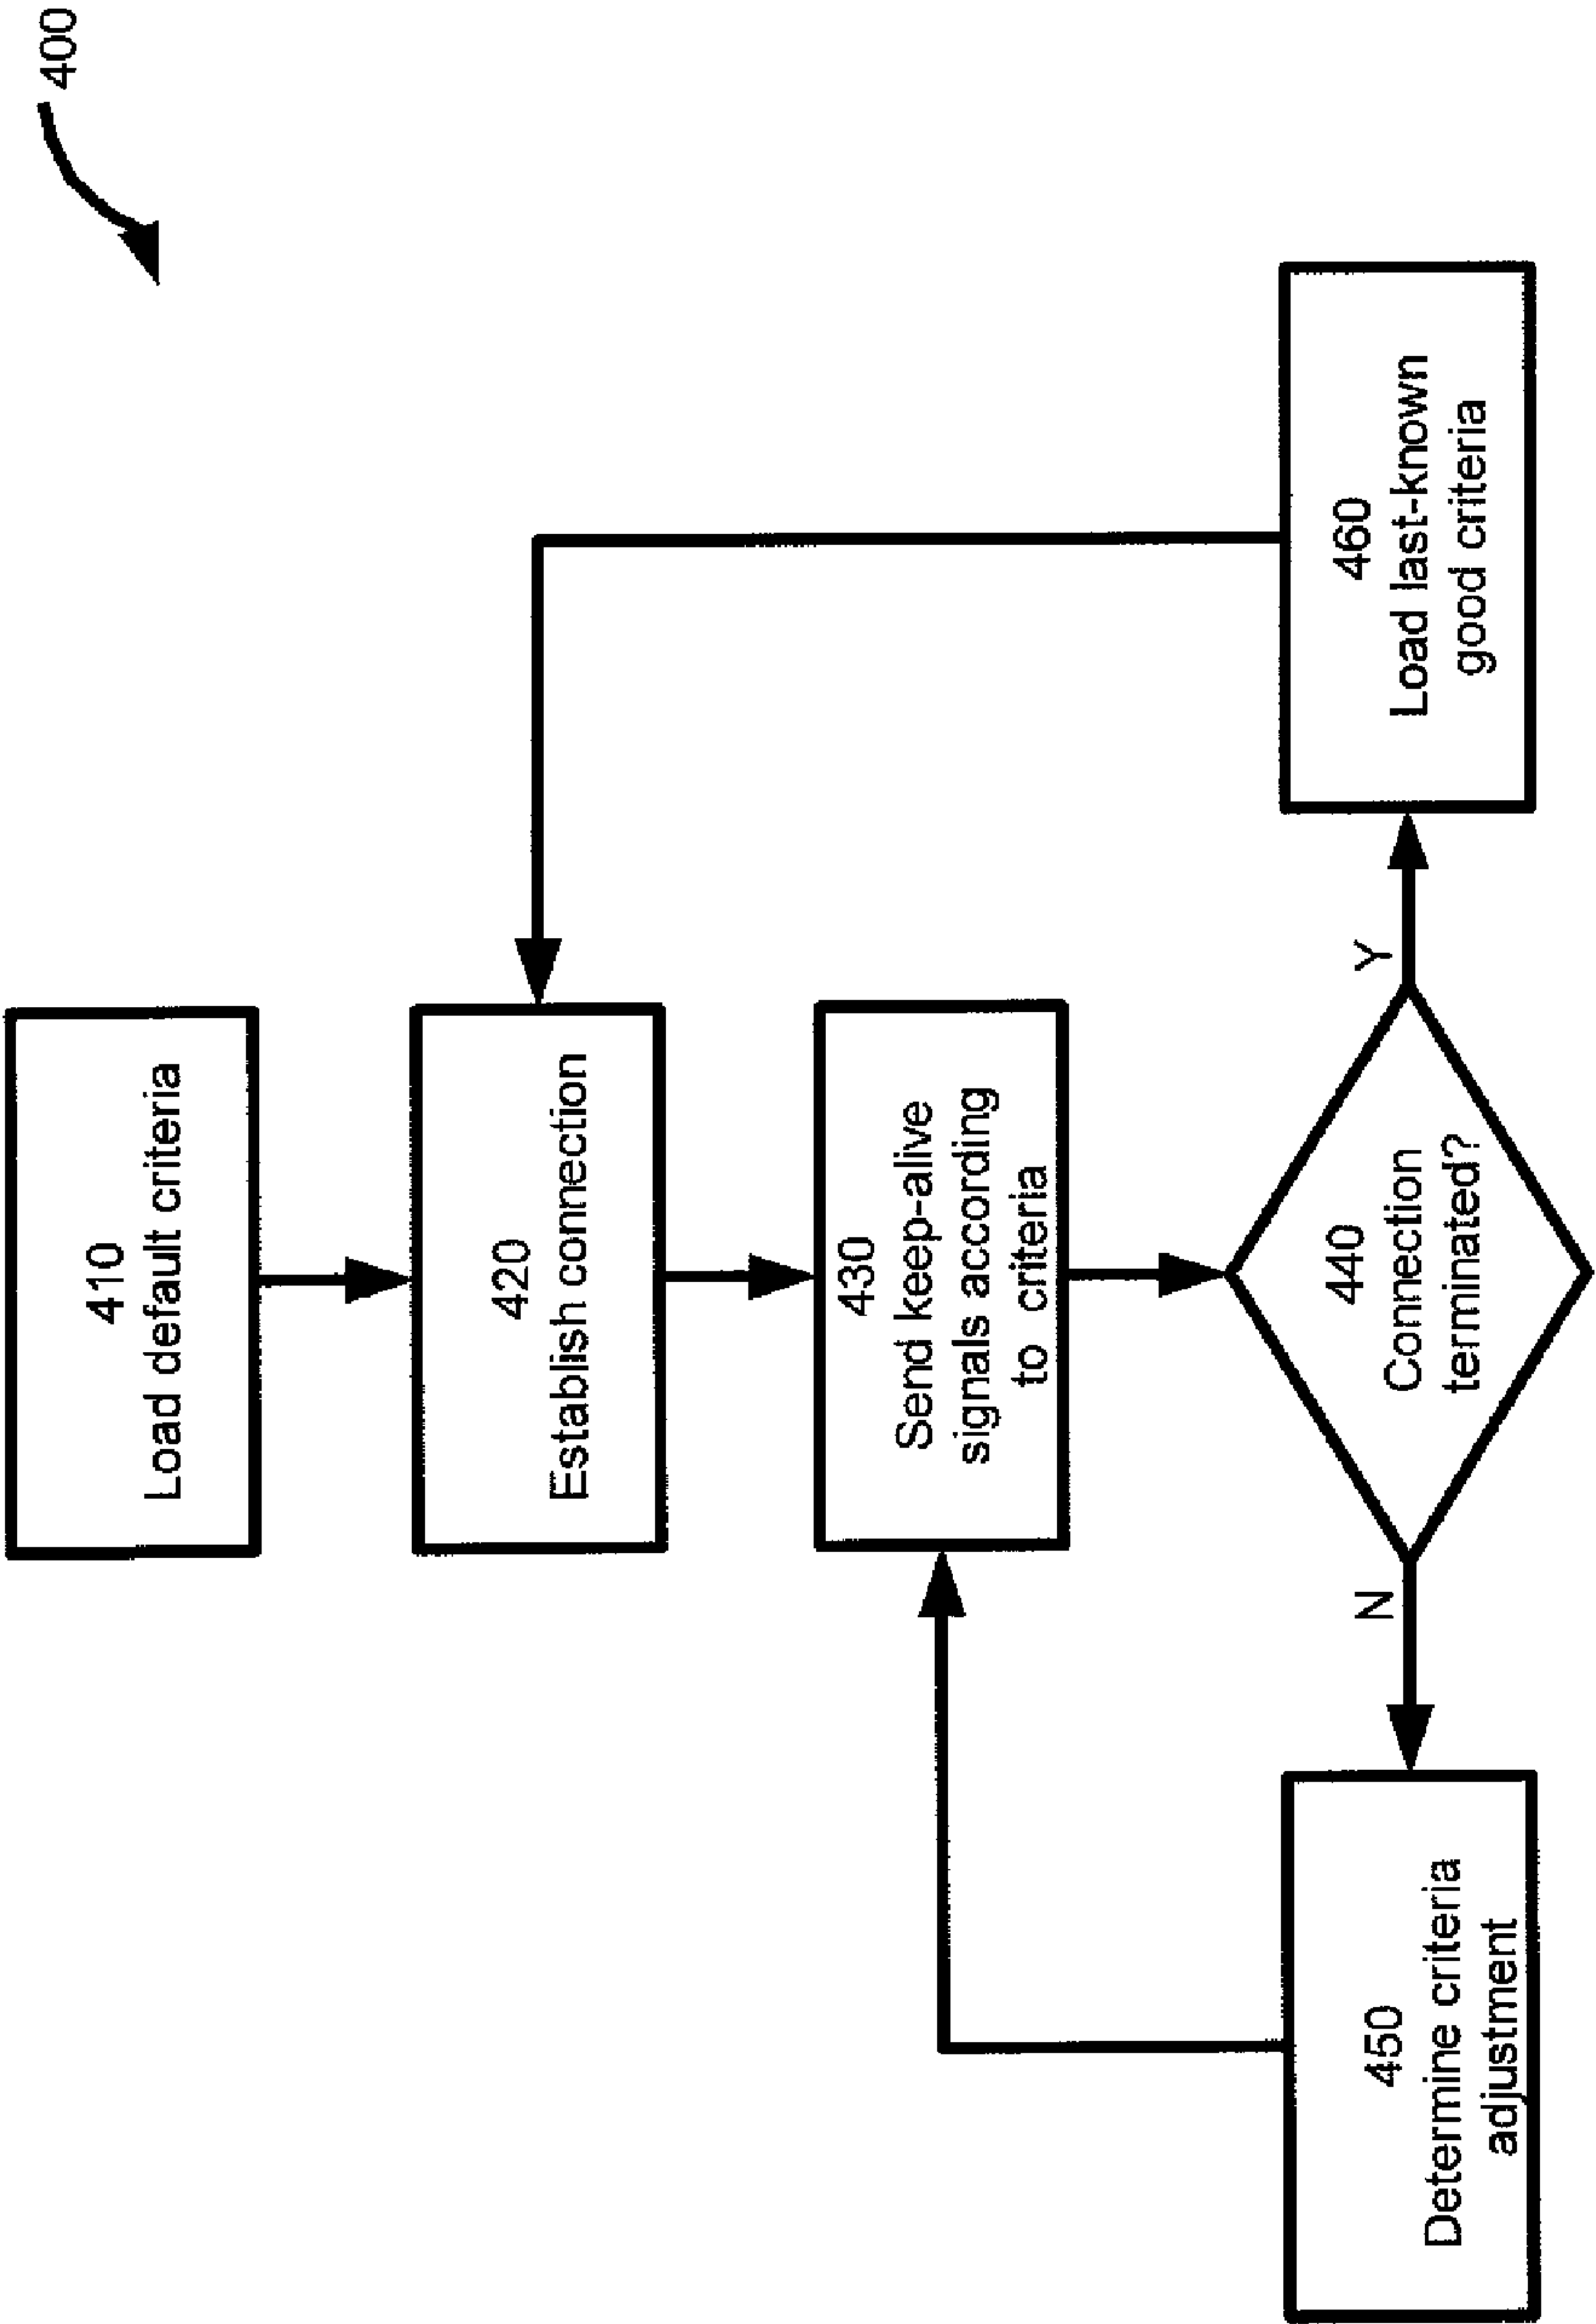 400
410
Load default criteria
420
Establish connection
430
Send keep-alive
signals according
to criteria
440
Connection
terminated?
N
Y
450
Determine criteria
adjustment
460
Load last-known
good criteria